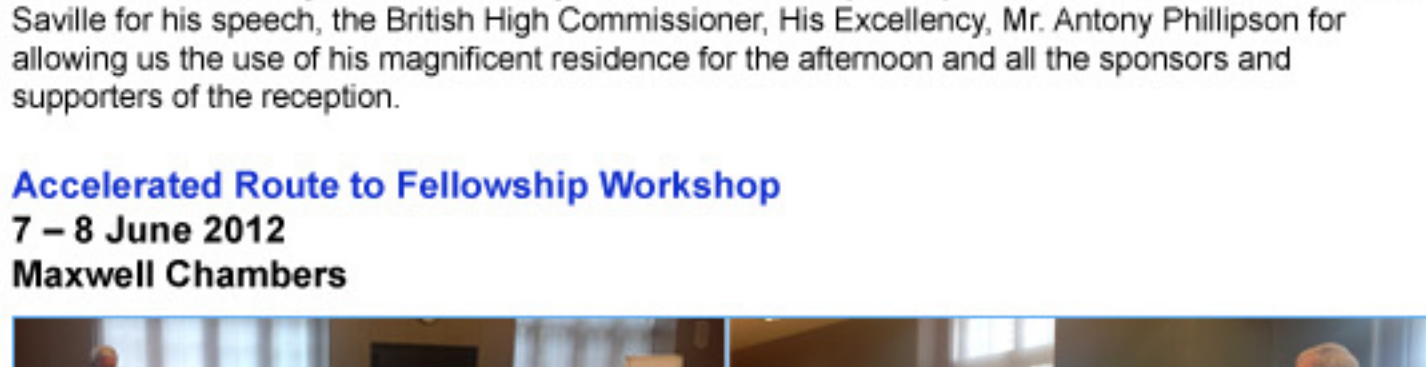 Saville for his speech, the British High Commissioner, His Excellency, Mr. Antony Phillipson for
allowing us the use of his magnificent residence for the afternoon and all the sponsors and
supporters of the reception.
Accelerated Route to Fellowship Workshop
7 – 8 June 2012
Maxwell Chambers